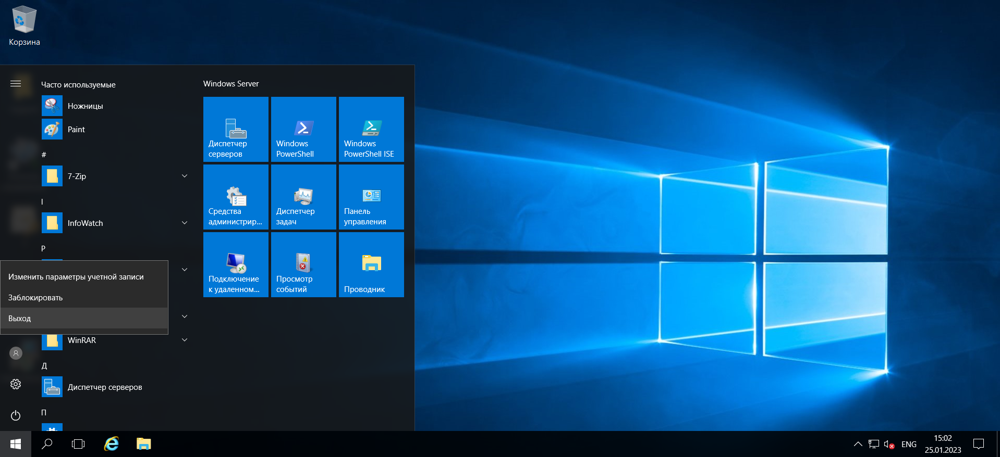 Корзина
Часто используемые
Ножницы
Paint
#
7-Zip
I
InfoWatch
P
Изменить параметры учетной записи
Заблокировать
Выход
WinRAR
Д
Диспетчер серверов
П
Windows Server
Диспетчер
серверов
Windows
PowerShell
Windows
PowerShell ISE
Средства
администрир...
Диспетчер
задач
Панель
управления
Подключение
к удаленном...
Просмотр
событий
Проводник
ENG
15:02
25.01.2023